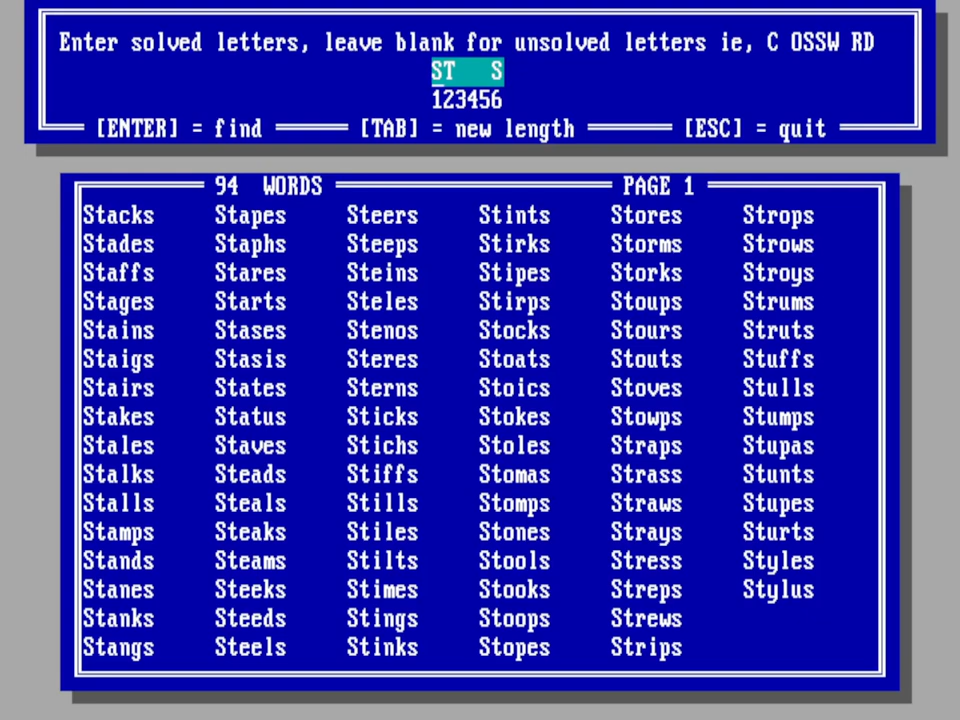 Enter solved letters, leave blank for unsolved letters ie, C OSSW RD
ST   S
123456
[ENTER] = find [TAB] = new length [ESC] = quit
94 WORDS PAGE 1
Stacks Stapes Steers Stints Stores Strops
Stades Staphs Steeps Stirks Storms Strows
Staffs Stares Steins Stipes Storks Stroys
Stages Starts Steles Stirps Stoups Strums
Stains Stases Stenos Stocks Stours Struts
Staigs Stasis Steres Stoats Stouts Stuffs
Stairs States Sterns Stoics Stoves Stulls
Stakes Status Sticks Stokes Stowps Stumps
Stales Staves Stichs Stoles Straps Stupas
Stalks Steads Stiffs Stomas Strass Stunts
Stalls Steals Stills Stomps Straws Stupes
Stamps Steaks Stiles Stones Strays Sturts
Stands Steams Stilts Stools Stress Styles
Stanes Steeks Stimes Stooks Streps Stylus
Stanks Steeds Stings Stoops Strews
Stangs Steels Stinks Stopes Strips